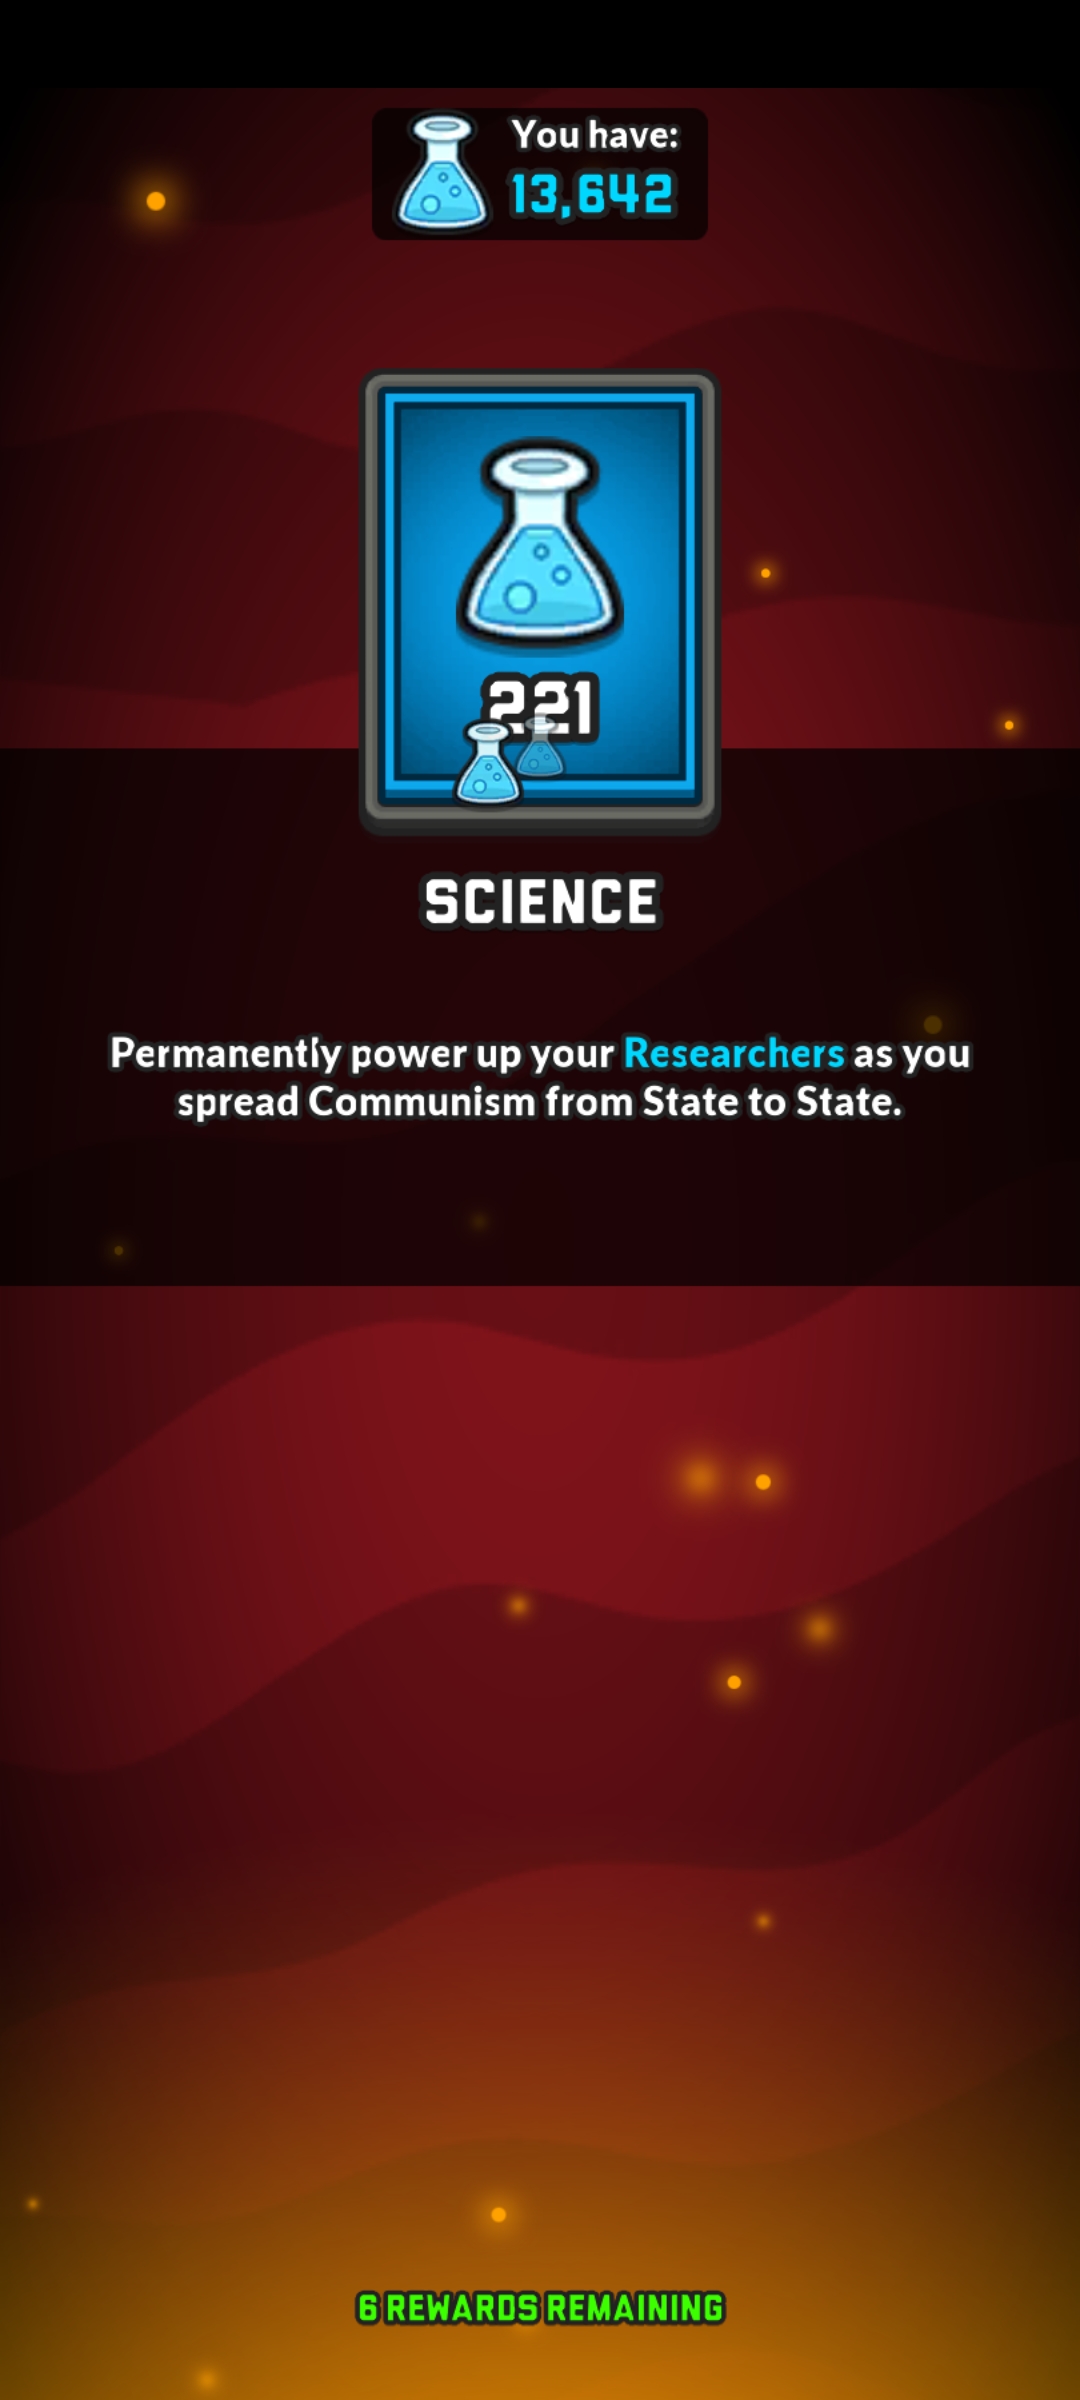 You have:
13,642
221
SCIENCE
Permanently power up your Researchers as you
spread Communism from State to State.
6 REWARDS REMAINING